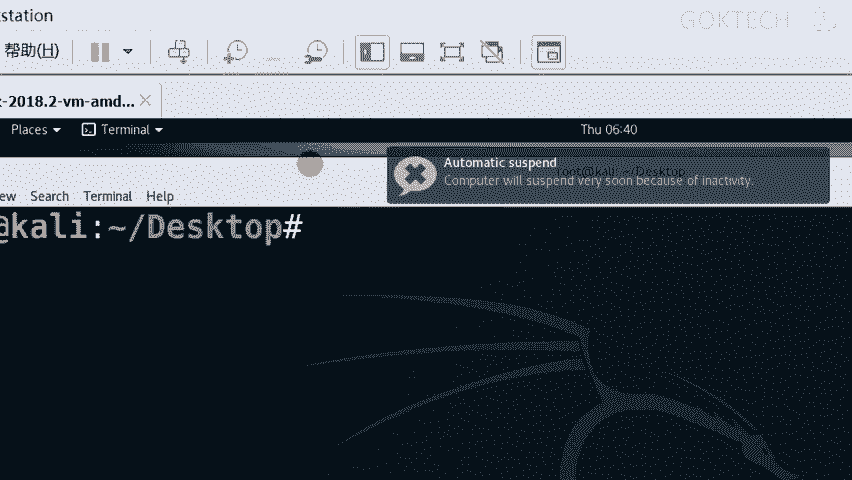 station
GOKTECH
帮助(H)
-2018.2-vm-amd...
Places
Terminal
Thu 06:40
Automatic suspend
root@kali: ~/Desktop
Computer will suspend very soon because of inactivity.
ew Search Terminal Help
@kali:~/Desktop#